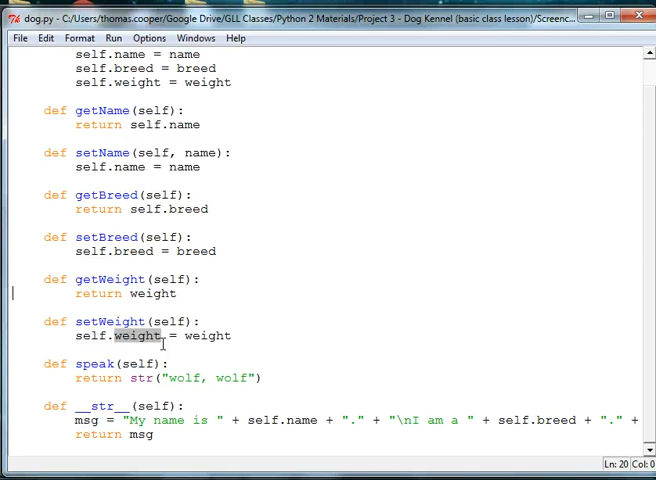 dog.py - C:/Users/thomas.cooper/Google Drive/GLL Classes/Python 2 Materials/Project 3 - Dog Kennel (basic class lesson)/Screenc...
File Edit Format Run Options Windows Help
self.name = name
self.breed = breed
self.weight = weight
def getName(self):
return self.name
def setName(self, name):
self.name = name
def getBreed(self):
return self.breed
def setBreed(self):
self.breed = breed
def getWeight(self):
return weight
def setWeight(self):
self.weight = weight
def speak(self):
return str("wolf, wolf")
def __str__(self):
msg = "My name is " + self.name + "." + "\nI am a " + self.breed + "." +
return msg
Ln: 20 Col: 0